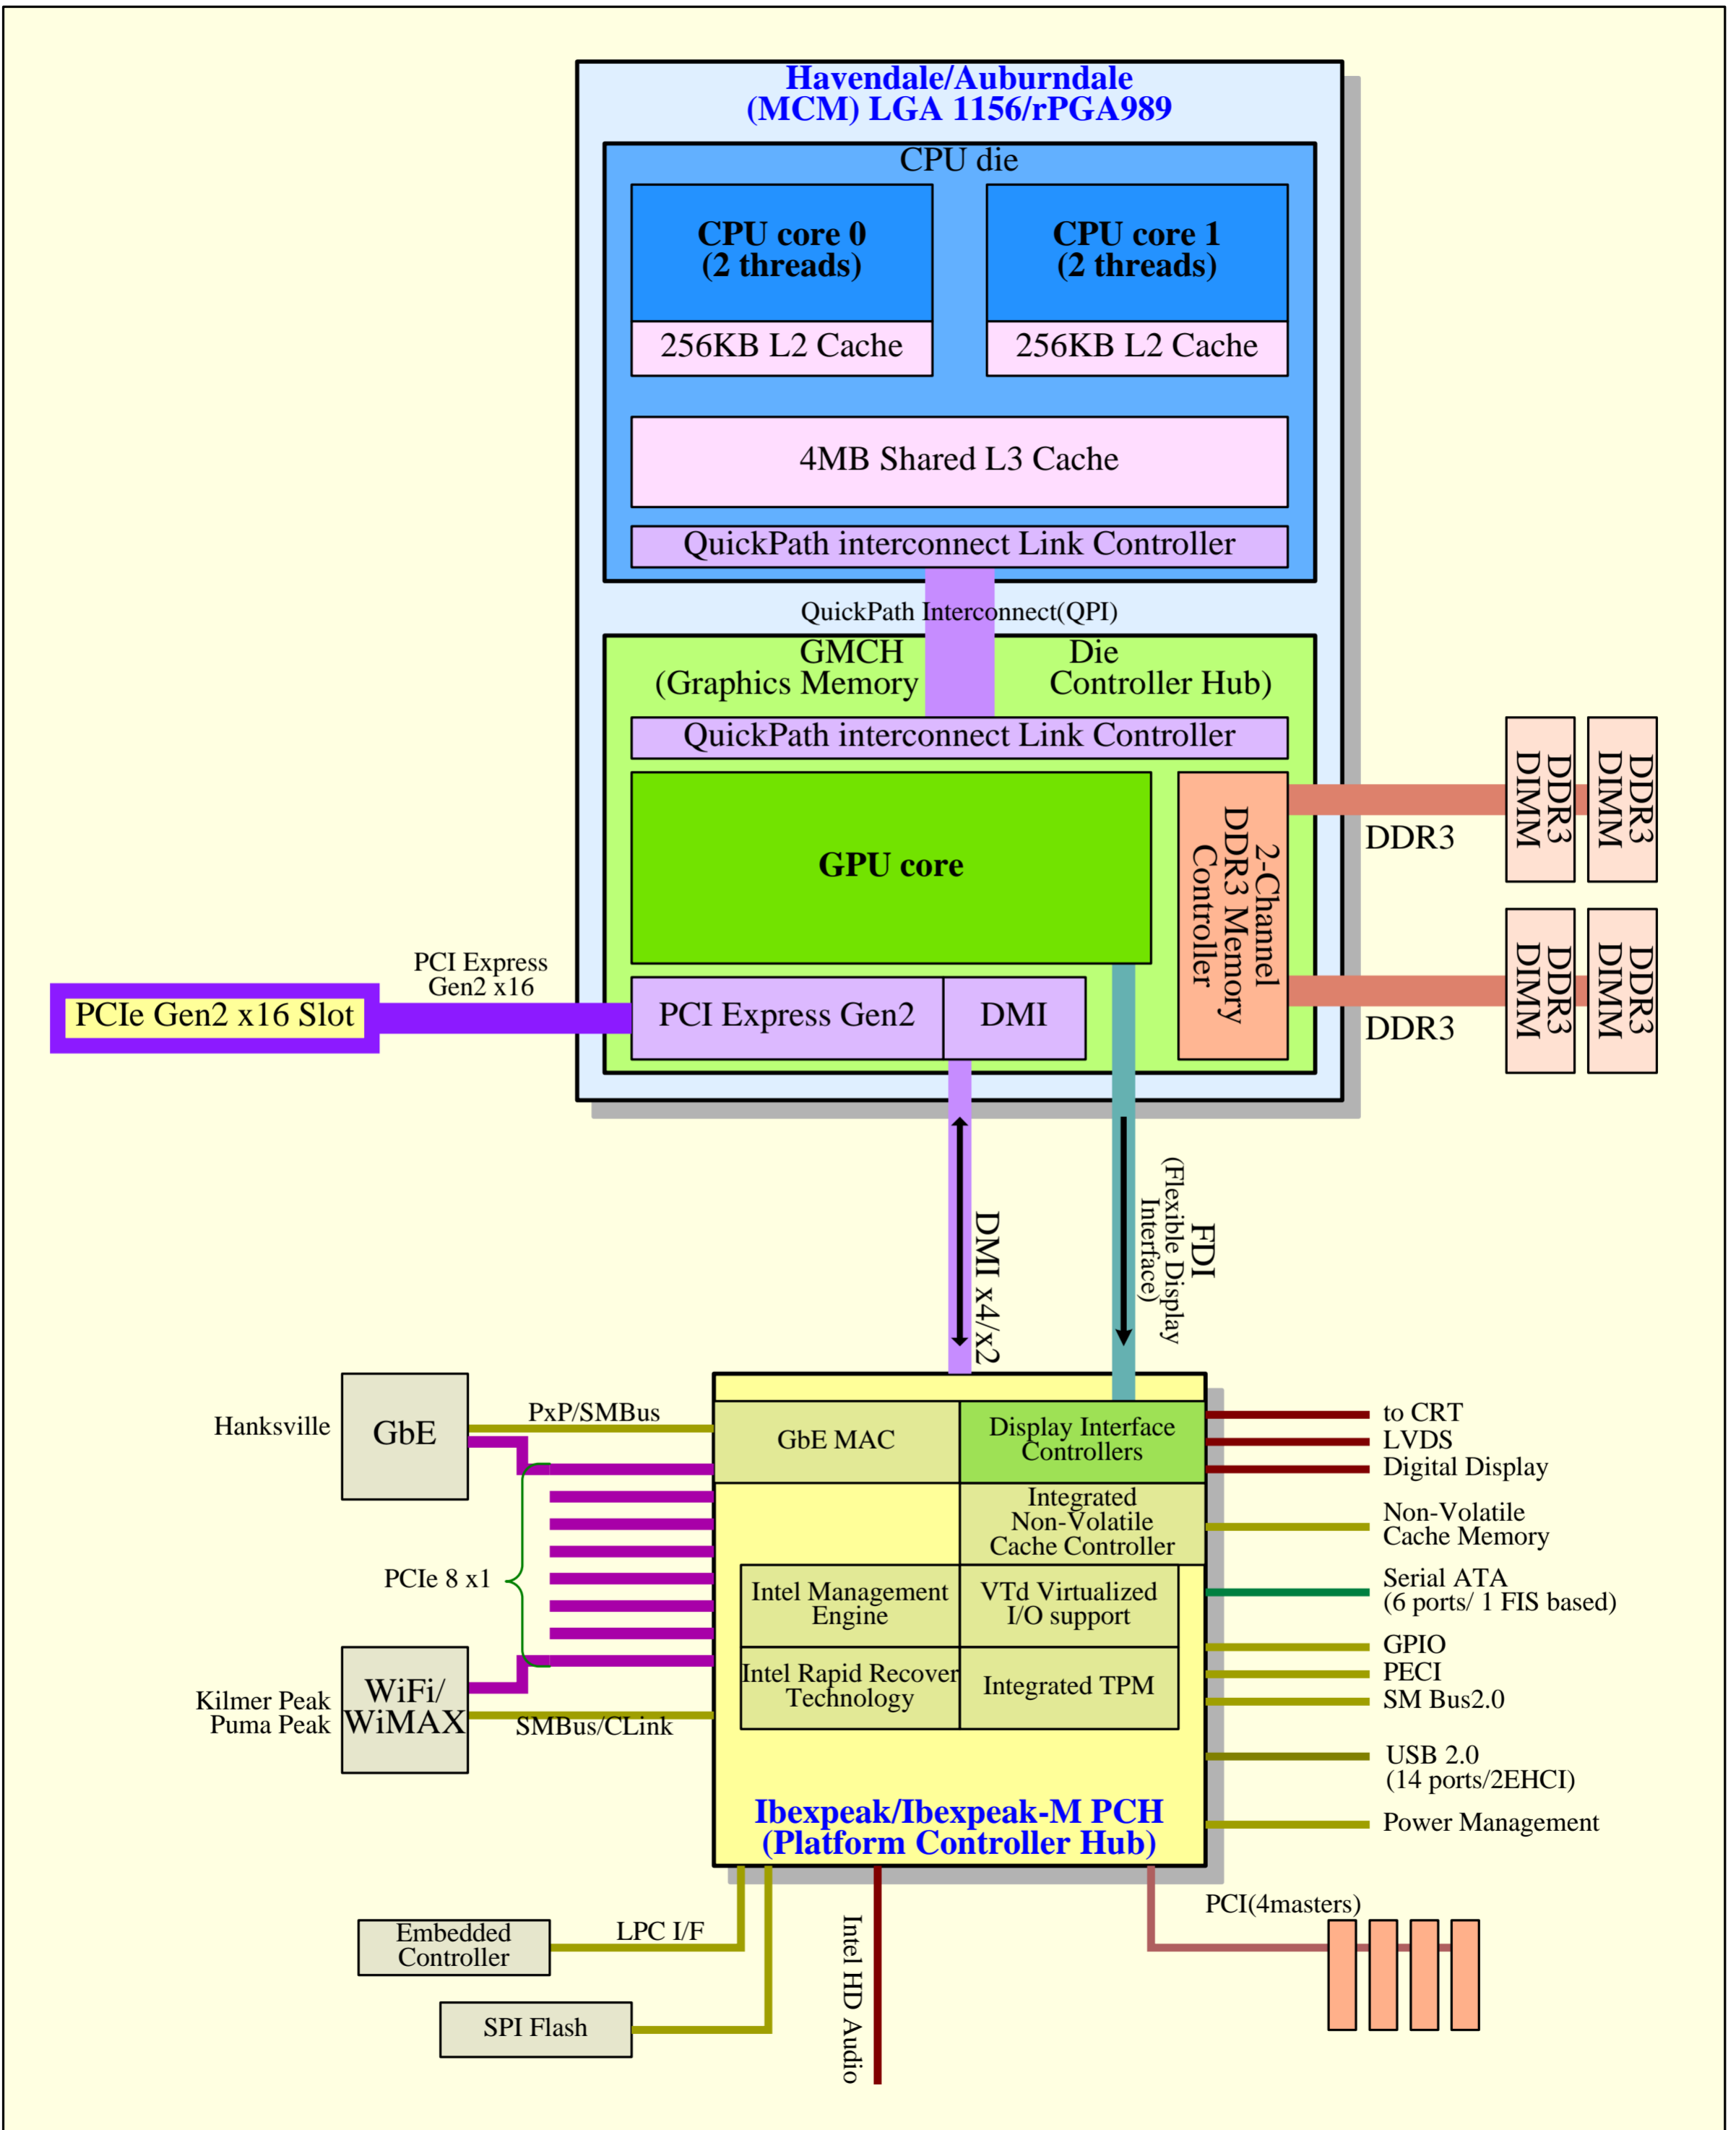 Havendale/Auburndale
(MCM) LGA 1156/rPGA989
CPU die
CPU core 0
(2 threads)
CPU core 1
(2 threads)
256KB L2 Cache
256KB L2 Cache
4MB Shared L3 Cache
QuickPath interconnect Link Controller
QuickPath Interconnect(QPI)
GMCH Die
(Graphics Memory Controller Hub)
QuickPath interconnect Link Controller
GPU core
2-Channel
DDR3 Memory
Controller
DDR3
DIMM
DDR3
DIMM
DDR3
DDR3
DIMM
DDR3
DIMM
DDR3
PCI Express
Gen2 x16
PCIe Gen2 x16 Slot
PCI Express Gen2
DMI
DMI x4/x2
FDI
(Flexible Display
Interface)
Hanksville
GbE
PxP/SMBus
GbE MAC
Display Interface
Controllers
to CRT
LVDS
Digital Display
Integrated
Non-Volatile
Cache Controller
Non-Volatile
Cache Memory
PCIe 8 x1
Intel Management
Engine
VTd Virtualized
I/O support
Serial ATA
(6 ports/ 1 FIS based)
GPIO
PECI
SM Bus2.0
Intel Rapid Recover
Technology
Integrated TPM
Kilmer Peak
Puma Peak
WiFi/
WiMAX
SMBus/CLink
USB 2.0
(14 ports/2EHCI)
Ibexpeak/Ibexpeak-M PCH
(Platform Controller Hub)
Power Management
PCI(4masters)
Embedded
Controller
LPC I/F
SPI Flash
Intel HD Audio